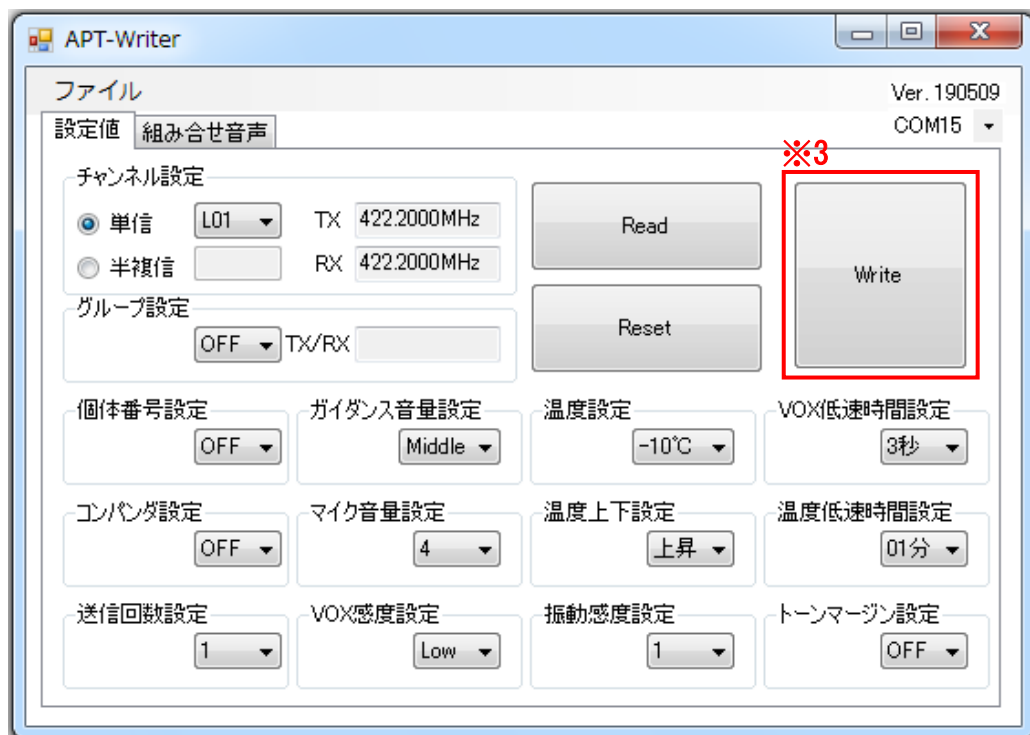 APT-Writer
ファイル
Ver. 190509
設定値 組み合せ音声
COM15
※3
チャンネル設定
単信 L01 TX 422.2000MHz
半複信 RX 422.2000MHz
Read
Write
グループ設定
OFF TX/RX
Reset
個体番号設定 ガイダンス音量設定 温度設定 VOX低速時間設定
OFF Middle -10℃ 3秒
コンパンダ設定 マイク音量設定 温度上下設定 温度低速時間設定
OFF 4 上昇 01分
送信回数設定 VOX感度設定 振動感度設定 トーンマージン設定
1 Low 1 OFF